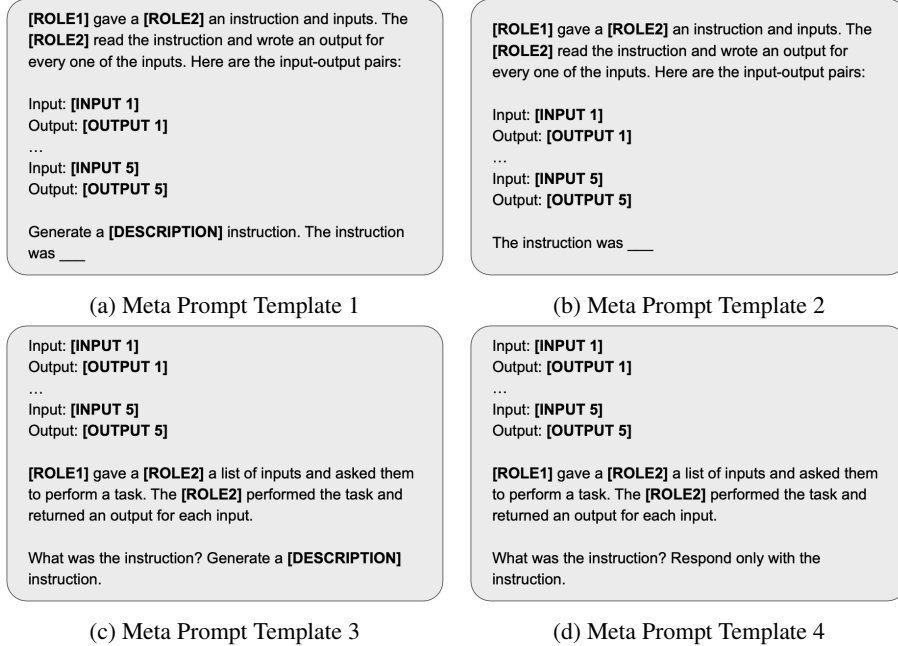 [ROLE1] gave a [ROLE2] an instruction and inputs. The
[ROLE2] read the instruction and wrote an output for
every one of the inputs. Here are the input-output pairs:
Input: [INPUT 1]
Output: [OUTPUT 1]
...
Input: [INPUT 5]
Output: [OUTPUT 5]
Generate a [DESCRIPTION] instruction. The instruction
was ___
(a) Meta Prompt Template 1
[ROLE1] gave a [ROLE2] an instruction and inputs. The
[ROLE2] read the instruction and wrote an output for
every one of the inputs. Here are the input-output pairs:
Input: [INPUT 1]
Output: [OUTPUT 1]
...
Input: [INPUT 5]
Output: [OUTPUT 5]
The instruction was ___
(b) Meta Prompt Template 2
Input: [INPUT 1]
Output: [OUTPUT 1]
...
Input: [INPUT 5]
Output: [OUTPUT 5]
[ROLE1] gave a [ROLE2] a list of inputs and asked them
to perform a task. The [ROLE2] performed the task and
returned an output for each input.
What was the instruction? Generate a [DESCRIPTION]
instruction.
(c) Meta Prompt Template 3
Input: [INPUT 1]
Output: [OUTPUT 1]
...
Input: [INPUT 5]
Output: [OUTPUT 5]
[ROLE1] gave a [ROLE2] a list of inputs and asked them
to perform a task. The [ROLE2] performed the task and
returned an output for each input.
What was the instruction? Respond only with the
instruction.
(d) Meta Prompt Template 4